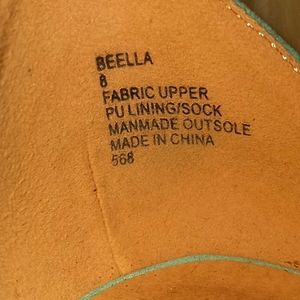 BEELLA
8
FABRIC UPPER
PU LINING/SOCK
MANMADE OUTSOLE
MADE IN CHINA
568